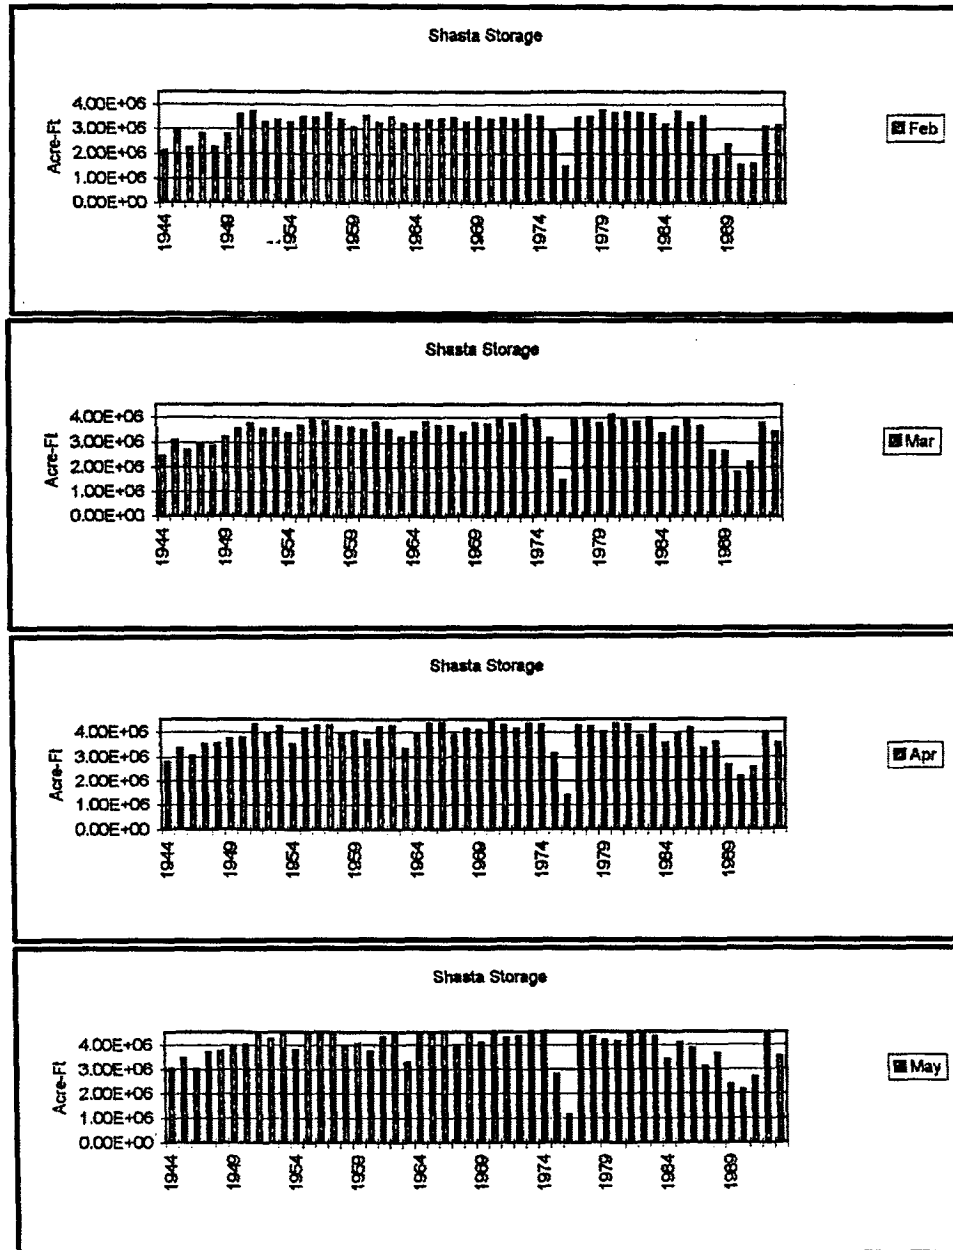 Shasta Storage
4.00E+06
3.00E+06
2.00E+06
1.00E+06
0.00E+00
Acre-Ft
Feb
1944
1949
1954
1959
1964
1969
1974
1979
1984
1989
Shasta Storage
4.00E+06
3.00E+06
2.00E+06
1.00E+06
0.00E+00
Acre-Ft
Mar
1944
1949
1954
1959
1964
1969
1974
1979
1984
1989
Shasta Storage
4.00E+06
3.00E+06
2.00E+06
1.00E+06
0.00E+00
Acre-Ft
Apr
1944
1949
1954
1959
1964
1969
1974
1979
1984
1989
Shasta Storage
4.00E+06
3.00E+06
2.00E+06
1.00E+06
0.00E+00
Acre-Ft
May
1944
1949
1954
1959
1964
1969
1974
1979
1984
1989